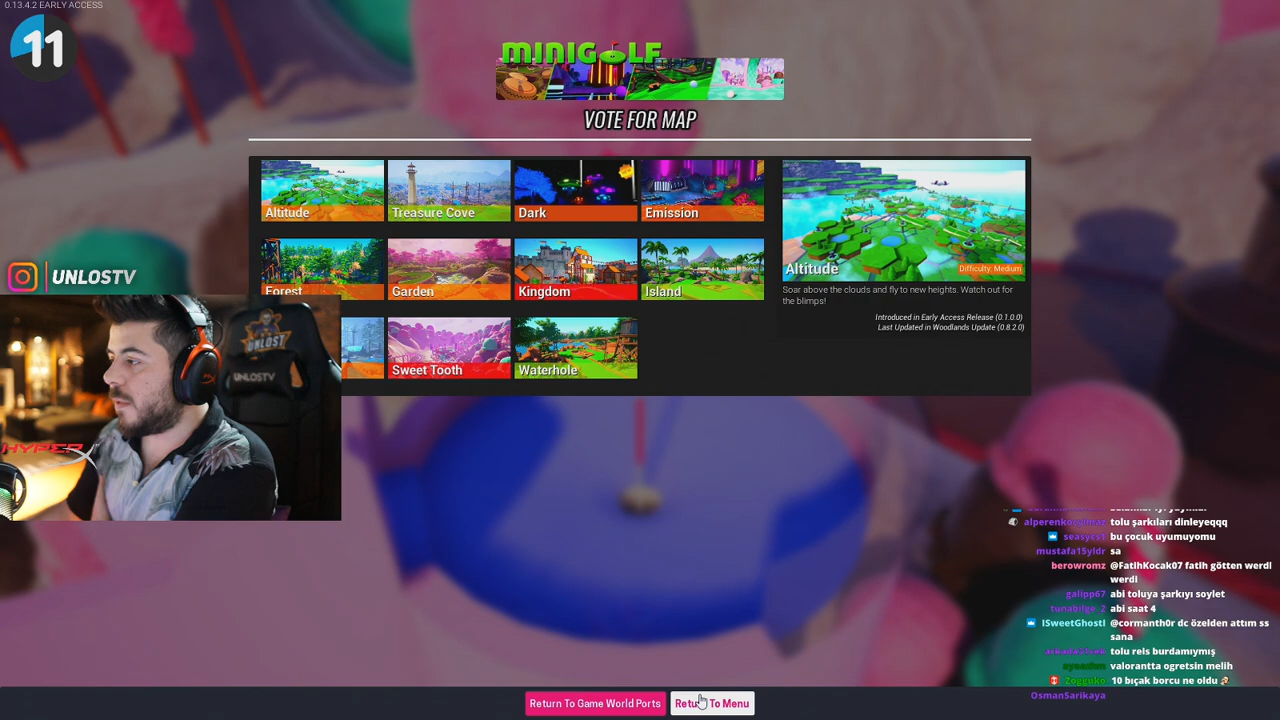 0.13.4.2 EARLY ACCESS
11
MINIGOLF
VOTE FOR MAP
Altitude
Treasure Cove
Dark
Emission
Forest
Garden
Kingdom
Island
Sweet Tooth
Waterhole
Altitude
Difficulty: Medium
Soar above the clouds and fly to new heights. Watch out for
the blimps!
Introduced in Early Access Release (0.1.0.0)
Last Updated in Woodlands Update (0.8.2.0)
UNLOSTV
UNLOST
UNLOSTV
HYPERX
tolu şarkıları dinleyeqqq
seasycs1 bu çocuk uyumuyomu
mustafa15yldr sa
berowromz @FatihKocak07 fatih götten werdi
werdi
galipp67 abi toluya şarkıyı soylet
tunabilge_2 abi saat 4
ISweetGhostI @cormanth0r dc özelden attım ss
sana
tolu reis burdamıymış
valorantta ogretsin melih
Zogguko 10 bıçak borcu ne oldu
OsmanSarikaya
Return To Game World Ports
Return To Menu